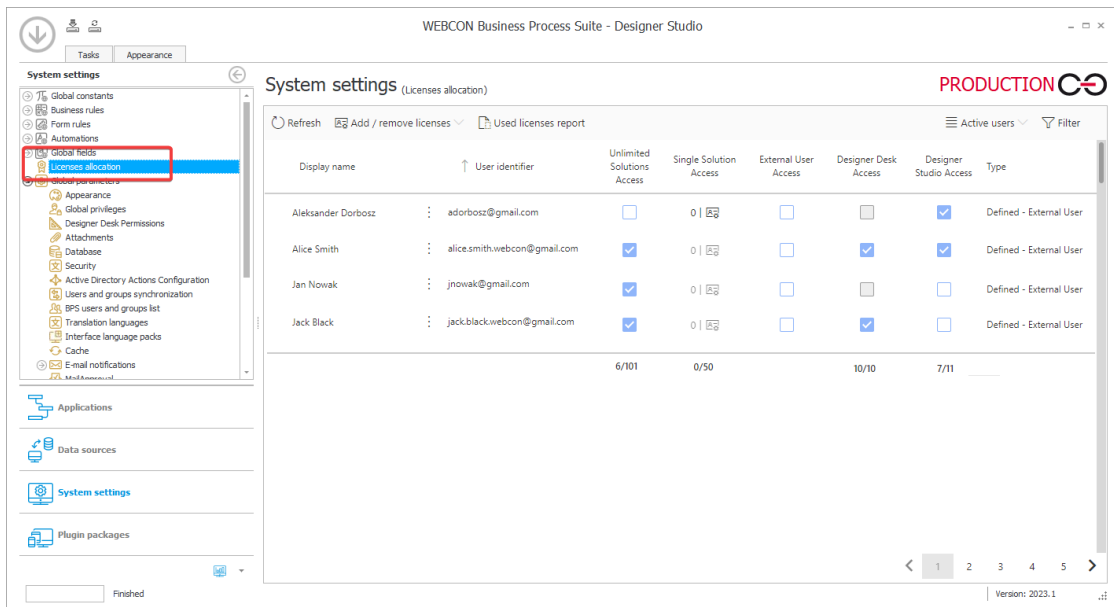 WEBCON Business Process Suite - Designer Studio
Tasks
Appearance
System settings
Global constants
Business rules
Form rules
Automations
Global fields
Licenses allocation
Global parameters
Appearance
Global privileges
Designer Desk Permissions
Attachments
Database
Security
Active Directory Actions Configuration
Users and groups synchronization
BPS users and groups list
Translation languages
Interface language packs
Cache
E-mail notifications
MailApproval
Applications
Data sources
System settings
Plugin packages
Finished
System settings (Licenses allocation)
PRODUCTION
Refresh Add / remove licenses Used licenses report Active users Filter
Display name
User identifier
Unlimited Solutions Access
Single Solution Access
External User Access
Designer Desk Access
Designer Studio Access
Type
Aleksander Dorbosz adorbosz@gmail.com 0 | Defined - External User
Alice Smith alice.smith.webcon@gmail.com 0 | Defined - External User
Jan Nowak jnowak@gmail.com 0 | Defined - External User
Jack Black jack.black.webcon@gmail.com 0 | Defined - External User
6/101 0/50 10/10 7/11
1 2 3 4 5
Version: 2023.1